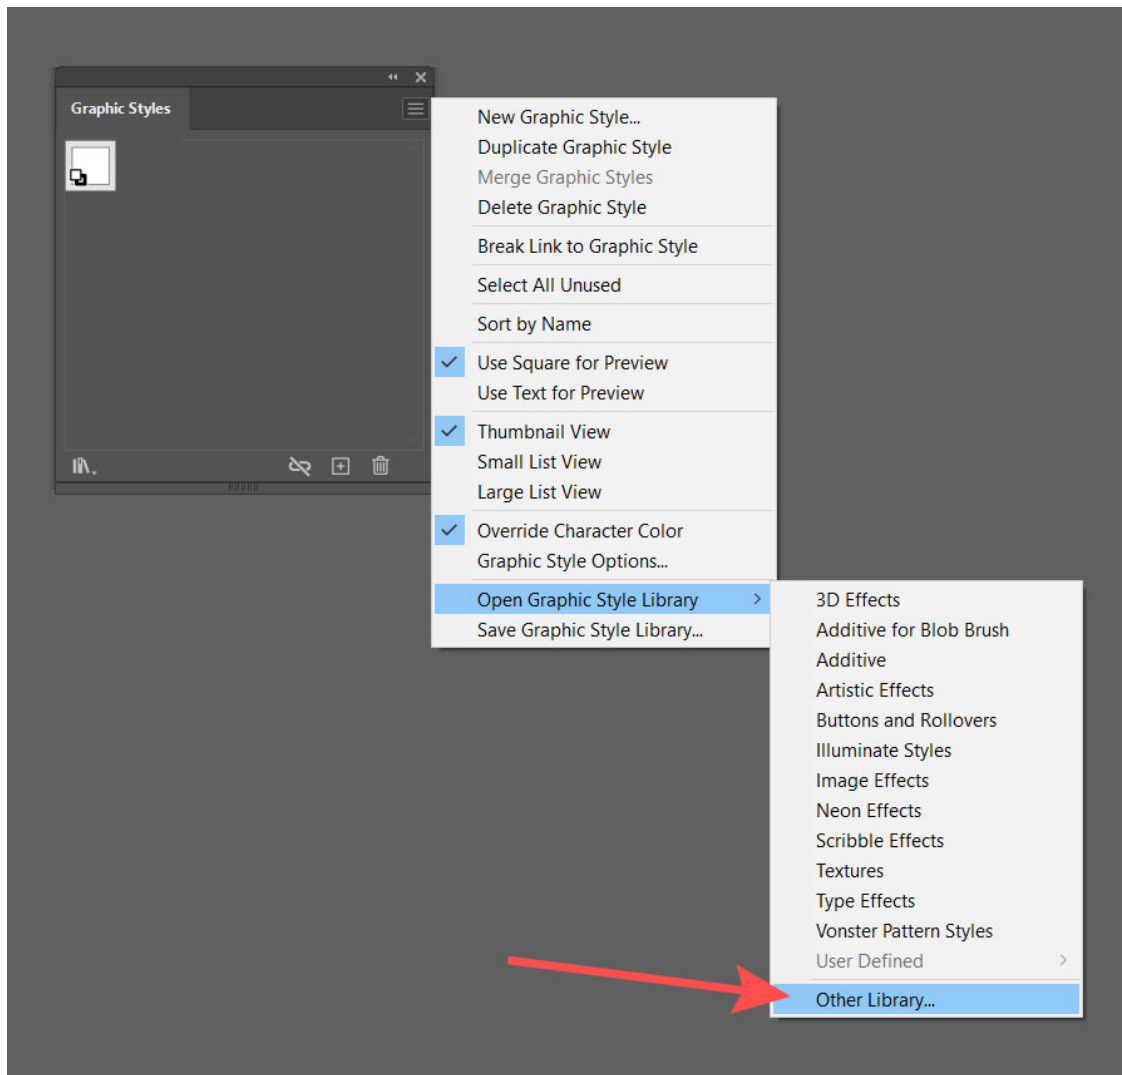 Graphic Styles
New Graphic Style...
Duplicate Graphic Style
Merge Graphic Styles
Delete Graphic Style
Break Link to Graphic Style
Select All Unused
Sort by Name
Use Square for Preview
Use Text for Preview
Thumbnail View
Small List View
Large List View
Override Character Color
Graphic Style Options...
Open Graphic Style Library
Save Graphic Style Library...
3D Effects
Additive for Blob Brush
Additive
Artistic Effects
Buttons and Rollovers
Illuminate Styles
Image Effects
Neon Effects
Scribble Effects
Textures
Type Effects
Vonster Pattern Styles
User Defined
Other Library...